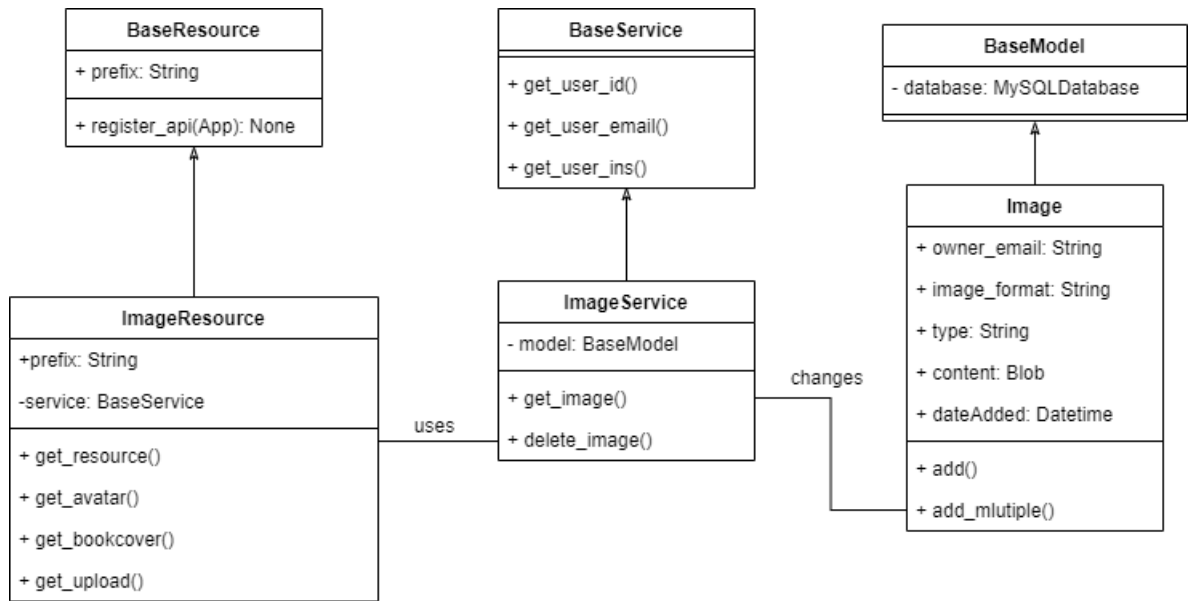 BaseResource
+ prefix: String
+ register_api(App): None
BaseService
+ get_user_id()
+ get_user_email()
+ get_user_ins()
BaseModel
- database: MySQLDatabase
ImageResource
+prefix: String
-service: BaseService
+ get_resource()
+ get_avatar()
+ get_bookcover()
+ get_upload()
uses
ImageService
- model: BaseModel
+ get_image()
+ delete_image()
changes
Image
+ owner_email: String
+ image_format: String
+ type: String
+ content: Blob
+ dateAdded: Datetime
+ add()
+ add_mlutiple()